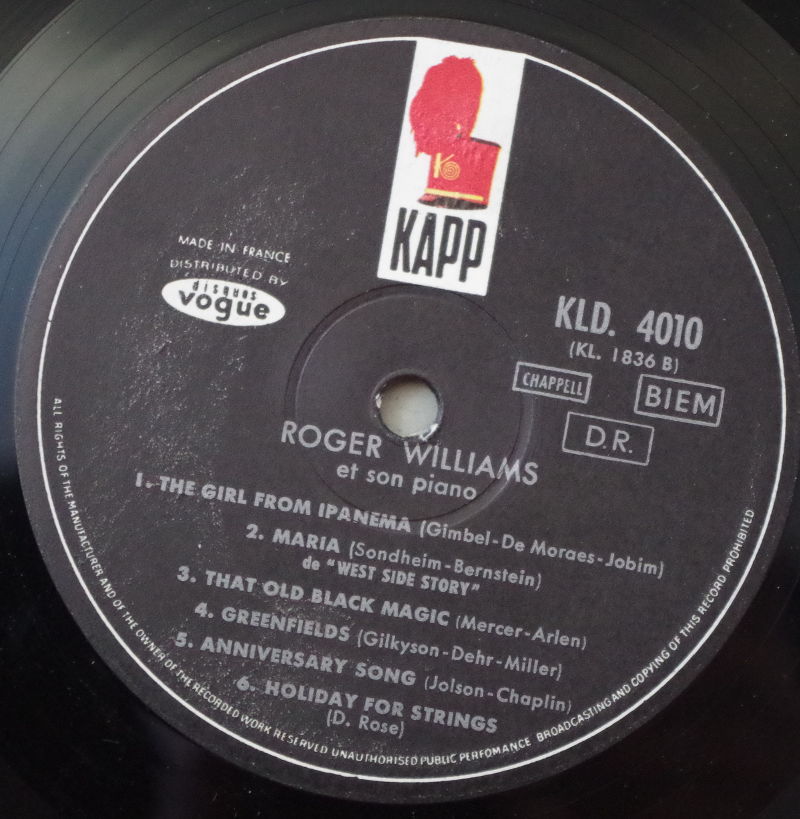 K
KAPP
MADE IN FRANCE
DISTRIBUTED BY
disques
vogue
KLD. 4010
(KL. 1836 B)
CHAPPELL
BIEM
D.R.
ROGER WILLIAMS
et son piano
1. THE GIRL FROM IPANEMA (Gimbel-De Moraes-Jobim)
2. MARIA (Sondheim-Bernstein)
de "WEST SIDE STORY"
3. THAT OLD BLACK MAGIC (Mercer-Arlen)
4. GREENFIELDS (Gilkyson-Dehr-Miller)
5. ANNIVERSARY SONG (Jolson-Chaplin)
6. HOLIDAY FOR STRINGS
(D. Rose)
ALL RIGHTS OF THE MANUFACTURER AND OF THE OWNER OF THE RECORDED WORK RESERVED UNAUTHORISED PUBLIC PERFOMANCE BROADCASTING AND COPYING OF THIS RECORD PROHIBITED